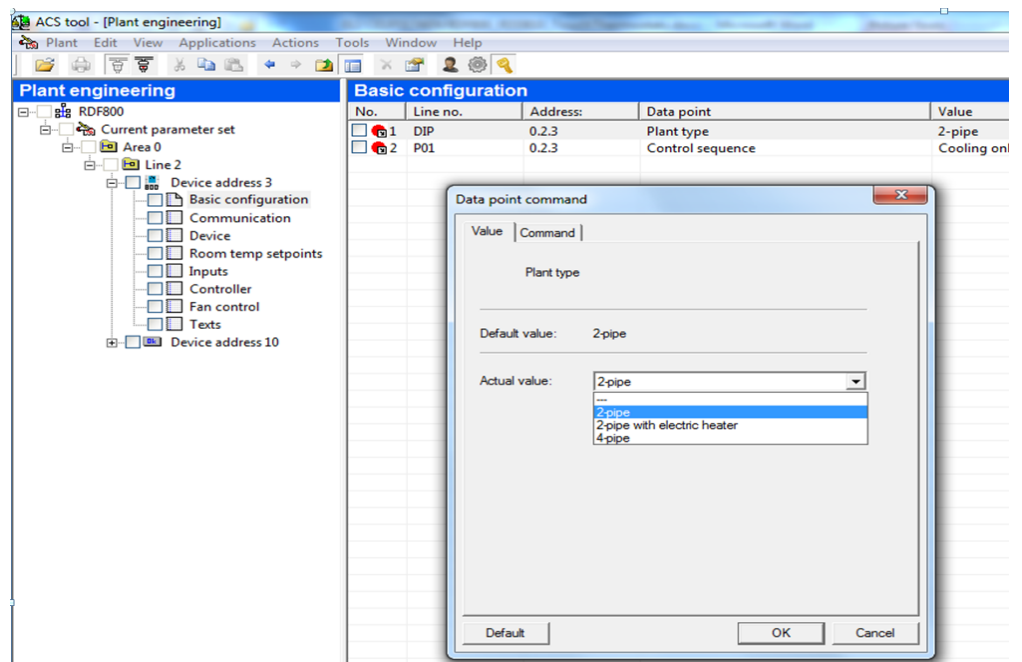 ACS tool - [Plant engineering]
Plant Edit View Applications Actions Tools Window Help
Plant engineering
RDF800
Current parameter set
Area 0
Line 2
Device address 3
Basic configuration
Communication
Device
Room temp setpoints
Inputs
Controller
Fan control
Texts
Device address 10
Basic configuration
No. Line no. Address: Data point Value
1 DIP 0.2.3 Plant type 2-pipe
2 P01 0.2.3 Control sequence Cooling onl
Data point command
Value Command
Plant type
Default value: 2-pipe
Actual value: 2-pipe
---
2-pipe
2-pipe with electric heater
4-pipe
Default OK Cancel